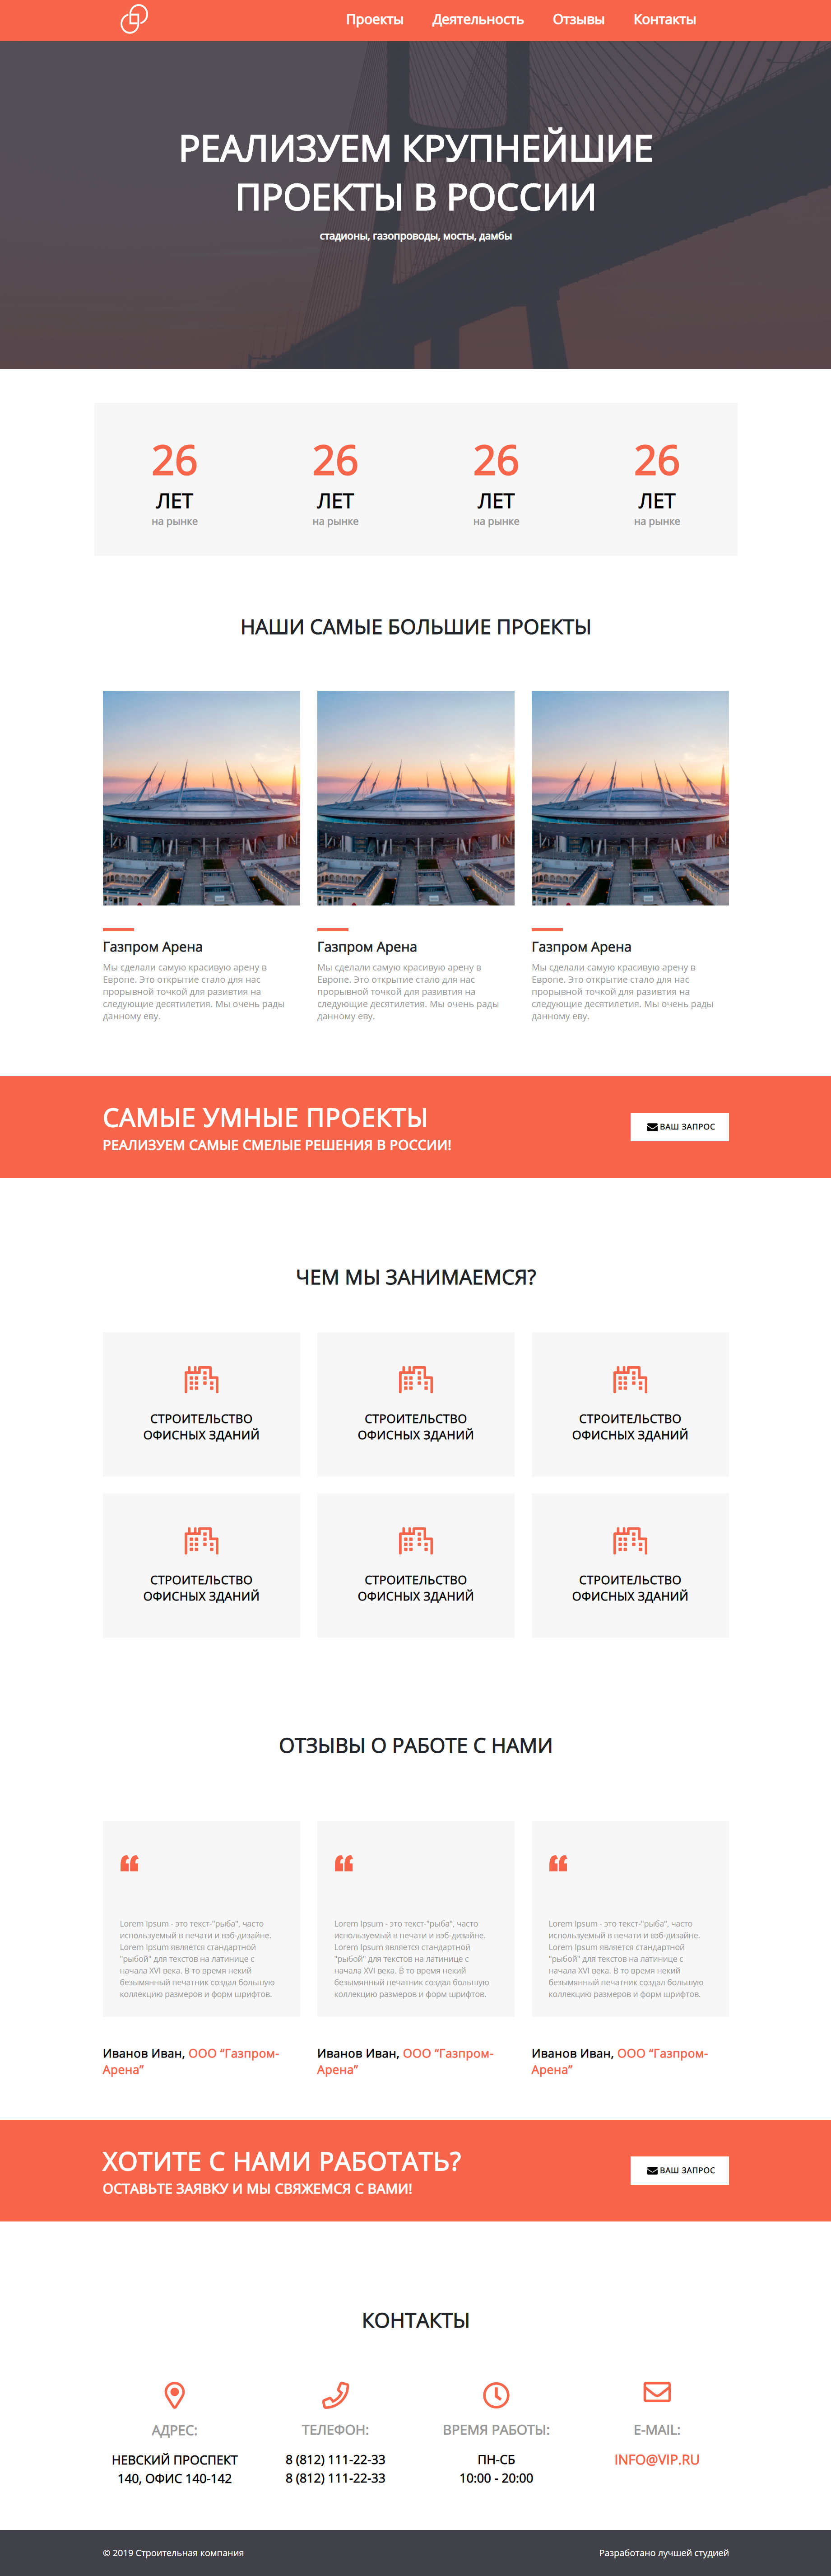 Проекты Деятельность Отзывы Контакты
РЕАЛИЗУЕМ КРУПНЕЙШИЕ
ПРОЕКТЫ В РОССИИ
стадионы, газопроводы, мосты, дамбы
26 26 26 26
ЛЕТ ЛЕТ ЛЕТ ЛЕТ
на рынке на рынке на рынке на рынке
НАШИ САМЫЕ БОЛЬШИЕ ПРОЕКТЫ
Газпром Арена
Мы сделали самую красивую арену в
Европе. Это открытие стало для нас
прорывной точкой для разивтия на
следующие десятилетия. Мы очень рады
данному еву.
Газпром Арена
Мы сделали самую красивую арену в
Европе. Это открытие стало для нас
прорывной точкой для разивтия на
следующие десятилетия. Мы очень рады
данному еву.
Газпром Арена
Мы сделали самую красивую арену в
Европе. Это открытие стало для нас
прорывной точкой для разивтия на
следующие десятилетия. Мы очень рады
данному еву.
САМЫЕ УМНЫЕ ПРОЕКТЫ
РЕАЛИЗУЕМ САМЫЕ СМЕЛЫЕ РЕШЕНИЯ В РОССИИ!
ВАШ ЗАПРОС
ЧЕМ МЫ ЗАНИМАЕМСЯ?
СТРОИТЕЛЬСТВО
ОФИСНЫХ ЗДАНИЙ
СТРОИТЕЛЬСТВО
ОФИСНЫХ ЗДАНИЙ
СТРОИТЕЛЬСТВО
ОФИСНЫХ ЗДАНИЙ
СТРОИТЕЛЬСТВО
ОФИСНЫХ ЗДАНИЙ
СТРОИТЕЛЬСТВО
ОФИСНЫХ ЗДАНИЙ
СТРОИТЕЛЬСТВО
ОФИСНЫХ ЗДАНИЙ
ОТЗЫВЫ О РАБОТЕ С НАМИ
Lorem Ipsum - это текст-"рыба", часто
используемый в печати и вэб-дизайне.
Lorem Ipsum является стандартной
"рыбой" для текстов на латинице с
начала XVI века. В то время некий
безымянный печатник создал большую
коллекцию размеров и форм шрифтов.
Иванов Иван, ООО “Газпром-
Арена”
Lorem Ipsum - это текст-"рыба", часто
используемый в печати и вэб-дизайне.
Lorem Ipsum является стандартной
"рыбой" для текстов на латинице с
начала XVI века. В то время некий
безымянный печатник создал большую
коллекцию размеров и форм шрифтов.
Иванов Иван, ООО “Газпром-
Арена”
Lorem Ipsum - это текст-"рыба", часто
используемый в печати и вэб-дизайне.
Lorem Ipsum является стандартной
"рыбой" для текстов на латинице с
начала XVI века. В то время некий
безымянный печатник создал большую
коллекцию размеров и форм шрифтов.
Иванов Иван, ООО “Газпром-
Арена”
ХОТИТЕ С НАМИ РАБОТАТЬ?
ОСТАВЬТЕ ЗАЯВКУ И МЫ СВЯЖЕМСЯ С ВАМИ!
ВАШ ЗАПРОС
КОНТАКТЫ
АДРЕС:
НЕВСКИЙ ПРОСПЕКТ
140, ОФИС 140-142
ТЕЛЕФОН:
8 (812) 111-22-33
8 (812) 111-22-33
ВРЕМЯ РАБОТЫ:
ПН-СБ
10:00 - 20:00
E-MAIL:
INFO@VIP.RU
© 2019 Строительная компания
Разработано лучшей студией